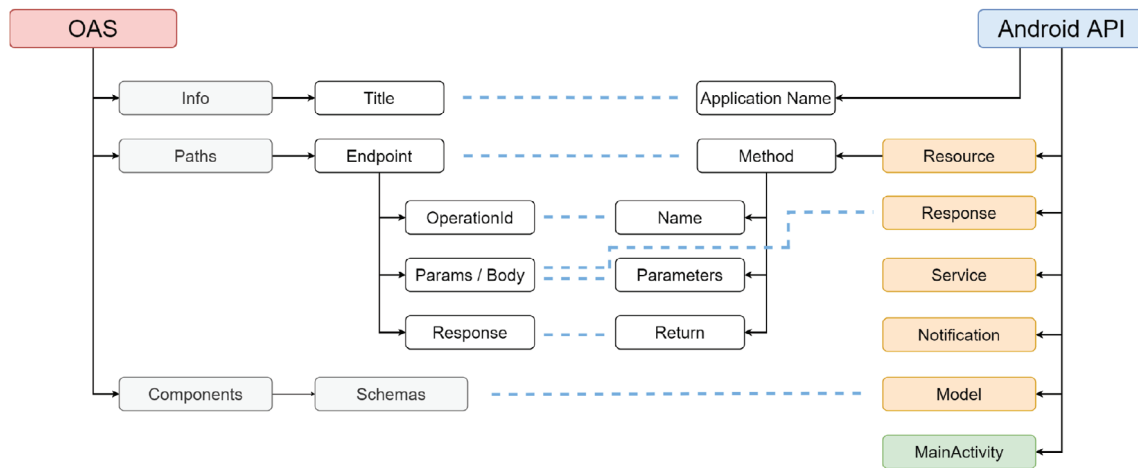 OAS
Android API
Info
Title
Application Name
Paths
Endpoint
Method
Resource
OperationId
Name
Response
Params / Body
Parameters
Service
Response
Return
Notification
Components
Schemas
Model
MainActivity